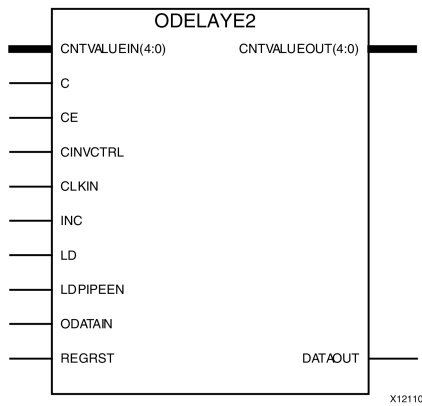 ODELAYE2
CNTVALUEIN(4:0) CNTVALUEOUT(4:0)
C
CE
CINVCTRL
CLKIN
INC
LD
LDPIPEEN
ODATAIN
REGRST DATAOUT
X12110